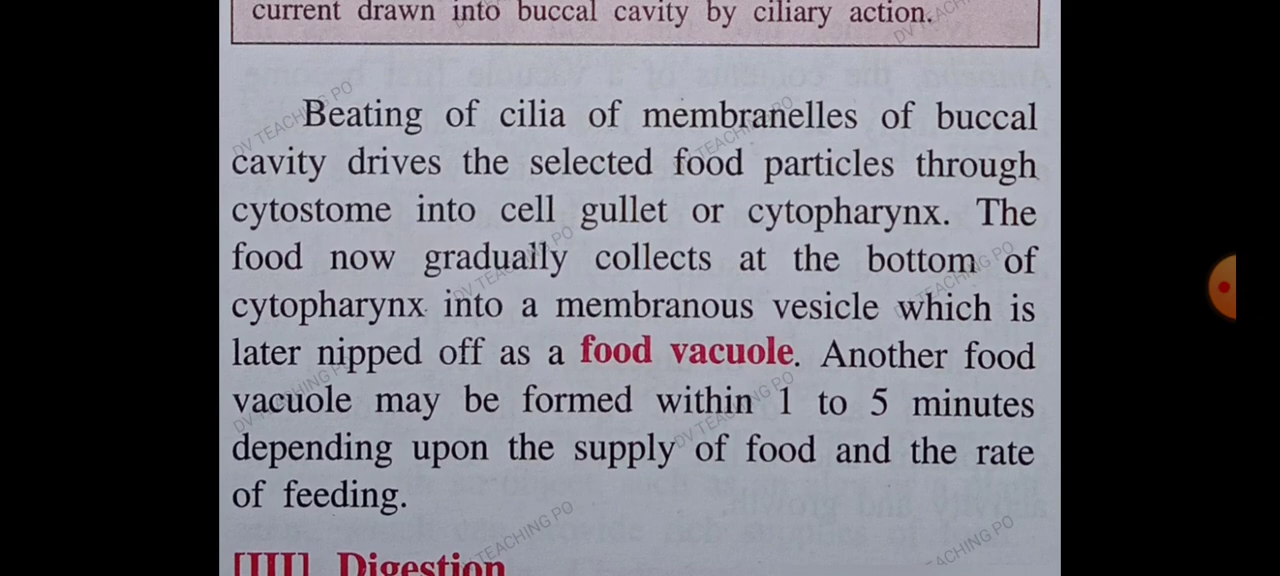 current drawn into buccal cavity by ciliary action.
Beating of cilia of membranelles of buccal
cavity drives the selected food particles through
cytostome into cell gullet or cytopharynx. The
food now gradually collects at the bottom of
cytopharynx into a membranous vesicle which is
later nipped off as a food vacuole. Another food
vacuole may be formed within 1 to 5 minutes
depending upon the supply of food and the rate
of feeding.
[III] Digestion
DV TEACHING PO